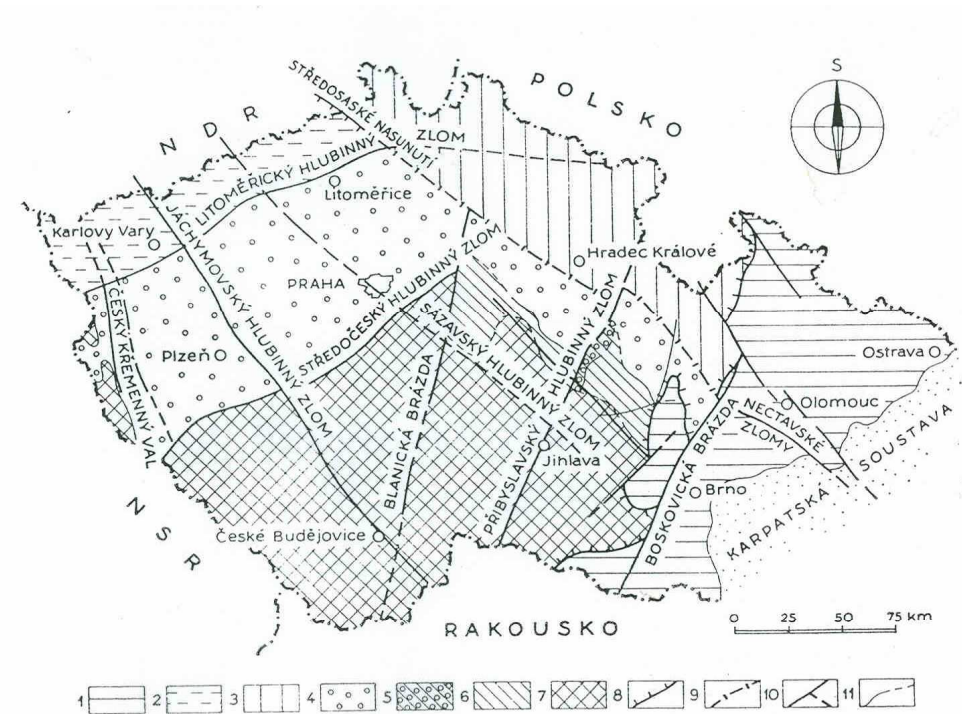 S
POLSKO
NDR
STŘEDOSASKÉ NASUNUTÍ
LITOMĚŘICKÝ HLUBINNÝ ZLOM
Litoměřice
Karlovy Vary
JÁCHYMOVSKÝ HLUBINNÝ ZLOM
Hradec Králové
PRAHA
STŘEDOČESKÝ HLUBINNÝ ZLOM
ČESKÝ KŘEMENNÝ VAL
Plzeň
SÁZAVSKÝ HLUBINNÝ ZLOM
PŘIBYSLAVSKÝ HLUBINNÝ ZLOM
BLANICKÁ BRÁZDA
Ostrava
Olomouc
NECTAVSKÉ
ZLOMY
Jihlava
BOSKOVICKÁ BRÁZDA
Brno
KARPATSKÁ SOUSTAVA
NSR
České Budějovice
RAKOUSKO
0 25 50 75 km
1 2 3 4 5 6 7 8 9 10 11